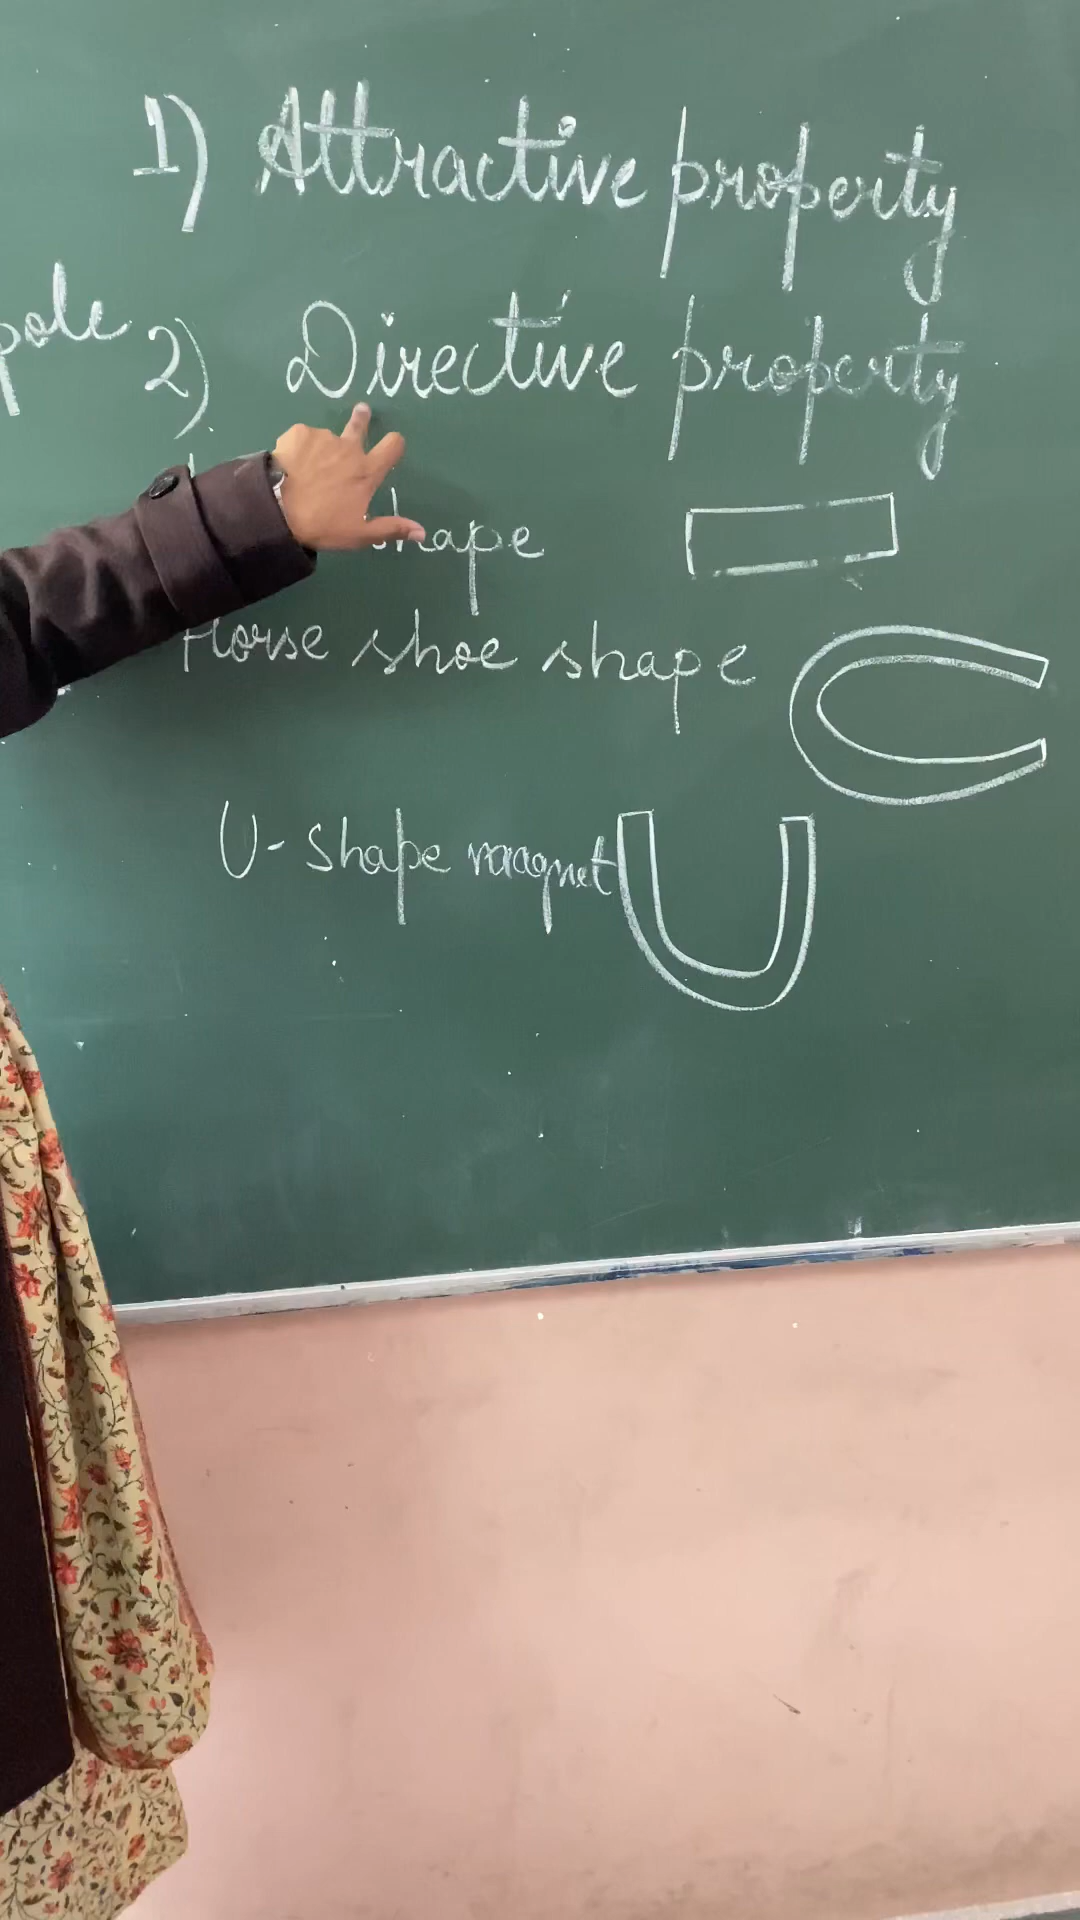 1) Attractive property
pole
2) Directive property
shape
Horse shoe shape
U- Shape magnet